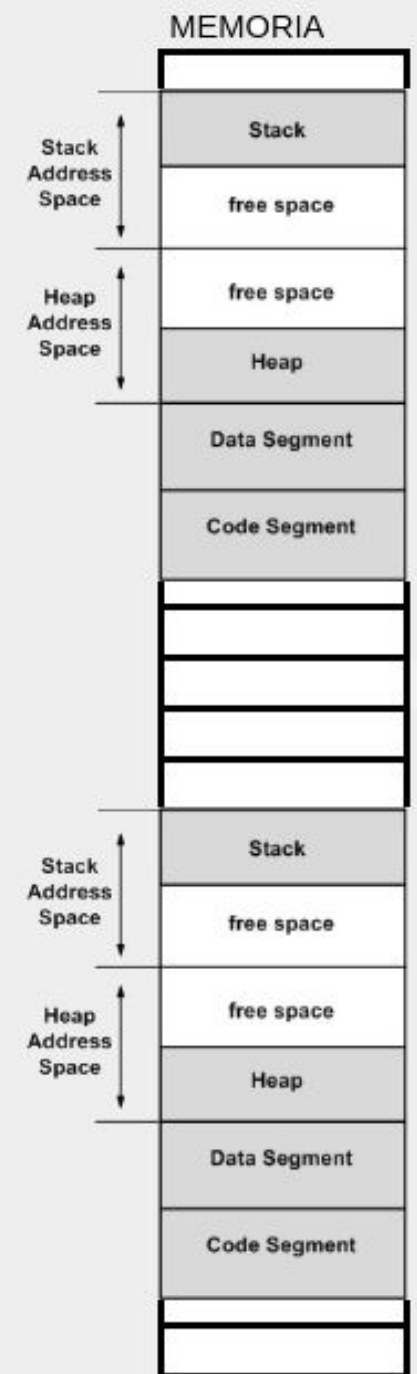 MEMORIA
Stack
Stack
Address
Space
free space
free space
Heap
Address
Space
Heap
Data Segment
Code Segment
Stack
Stack
Address
Space
free space
free space
Heap
Address
Space
Heap
Data Segment
Code Segment